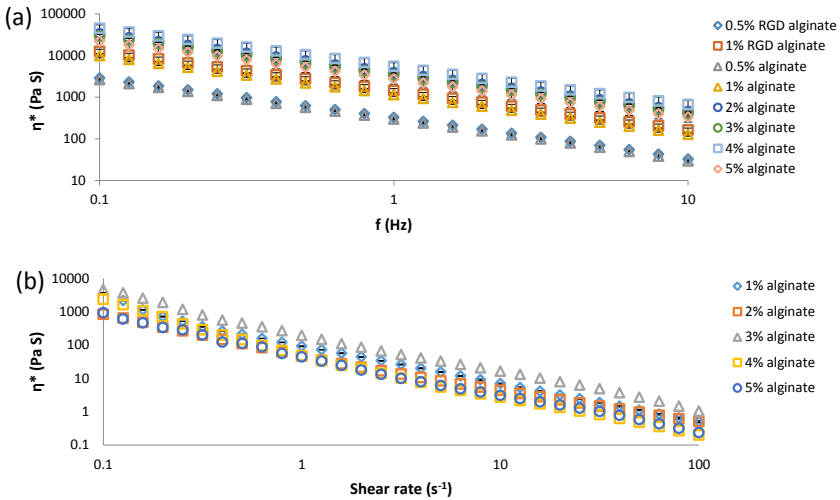 (a)
100000
10000
1000
100
10
η* (Pa S)
0.1
1
10
f (Hz)
0.5% RGD alginate
1% RGD alginate
0.5% alginate
1% alginate
2% alginate
3% alginate
4% alginate
5% alginate
(b)
10000
1000
100
10
1
0.1
η* (Pa S)
0.1
1
10
100
Shear rate (s⁻¹)
1% alginate
2% alginate
3% alginate
4% alginate
5% alginate